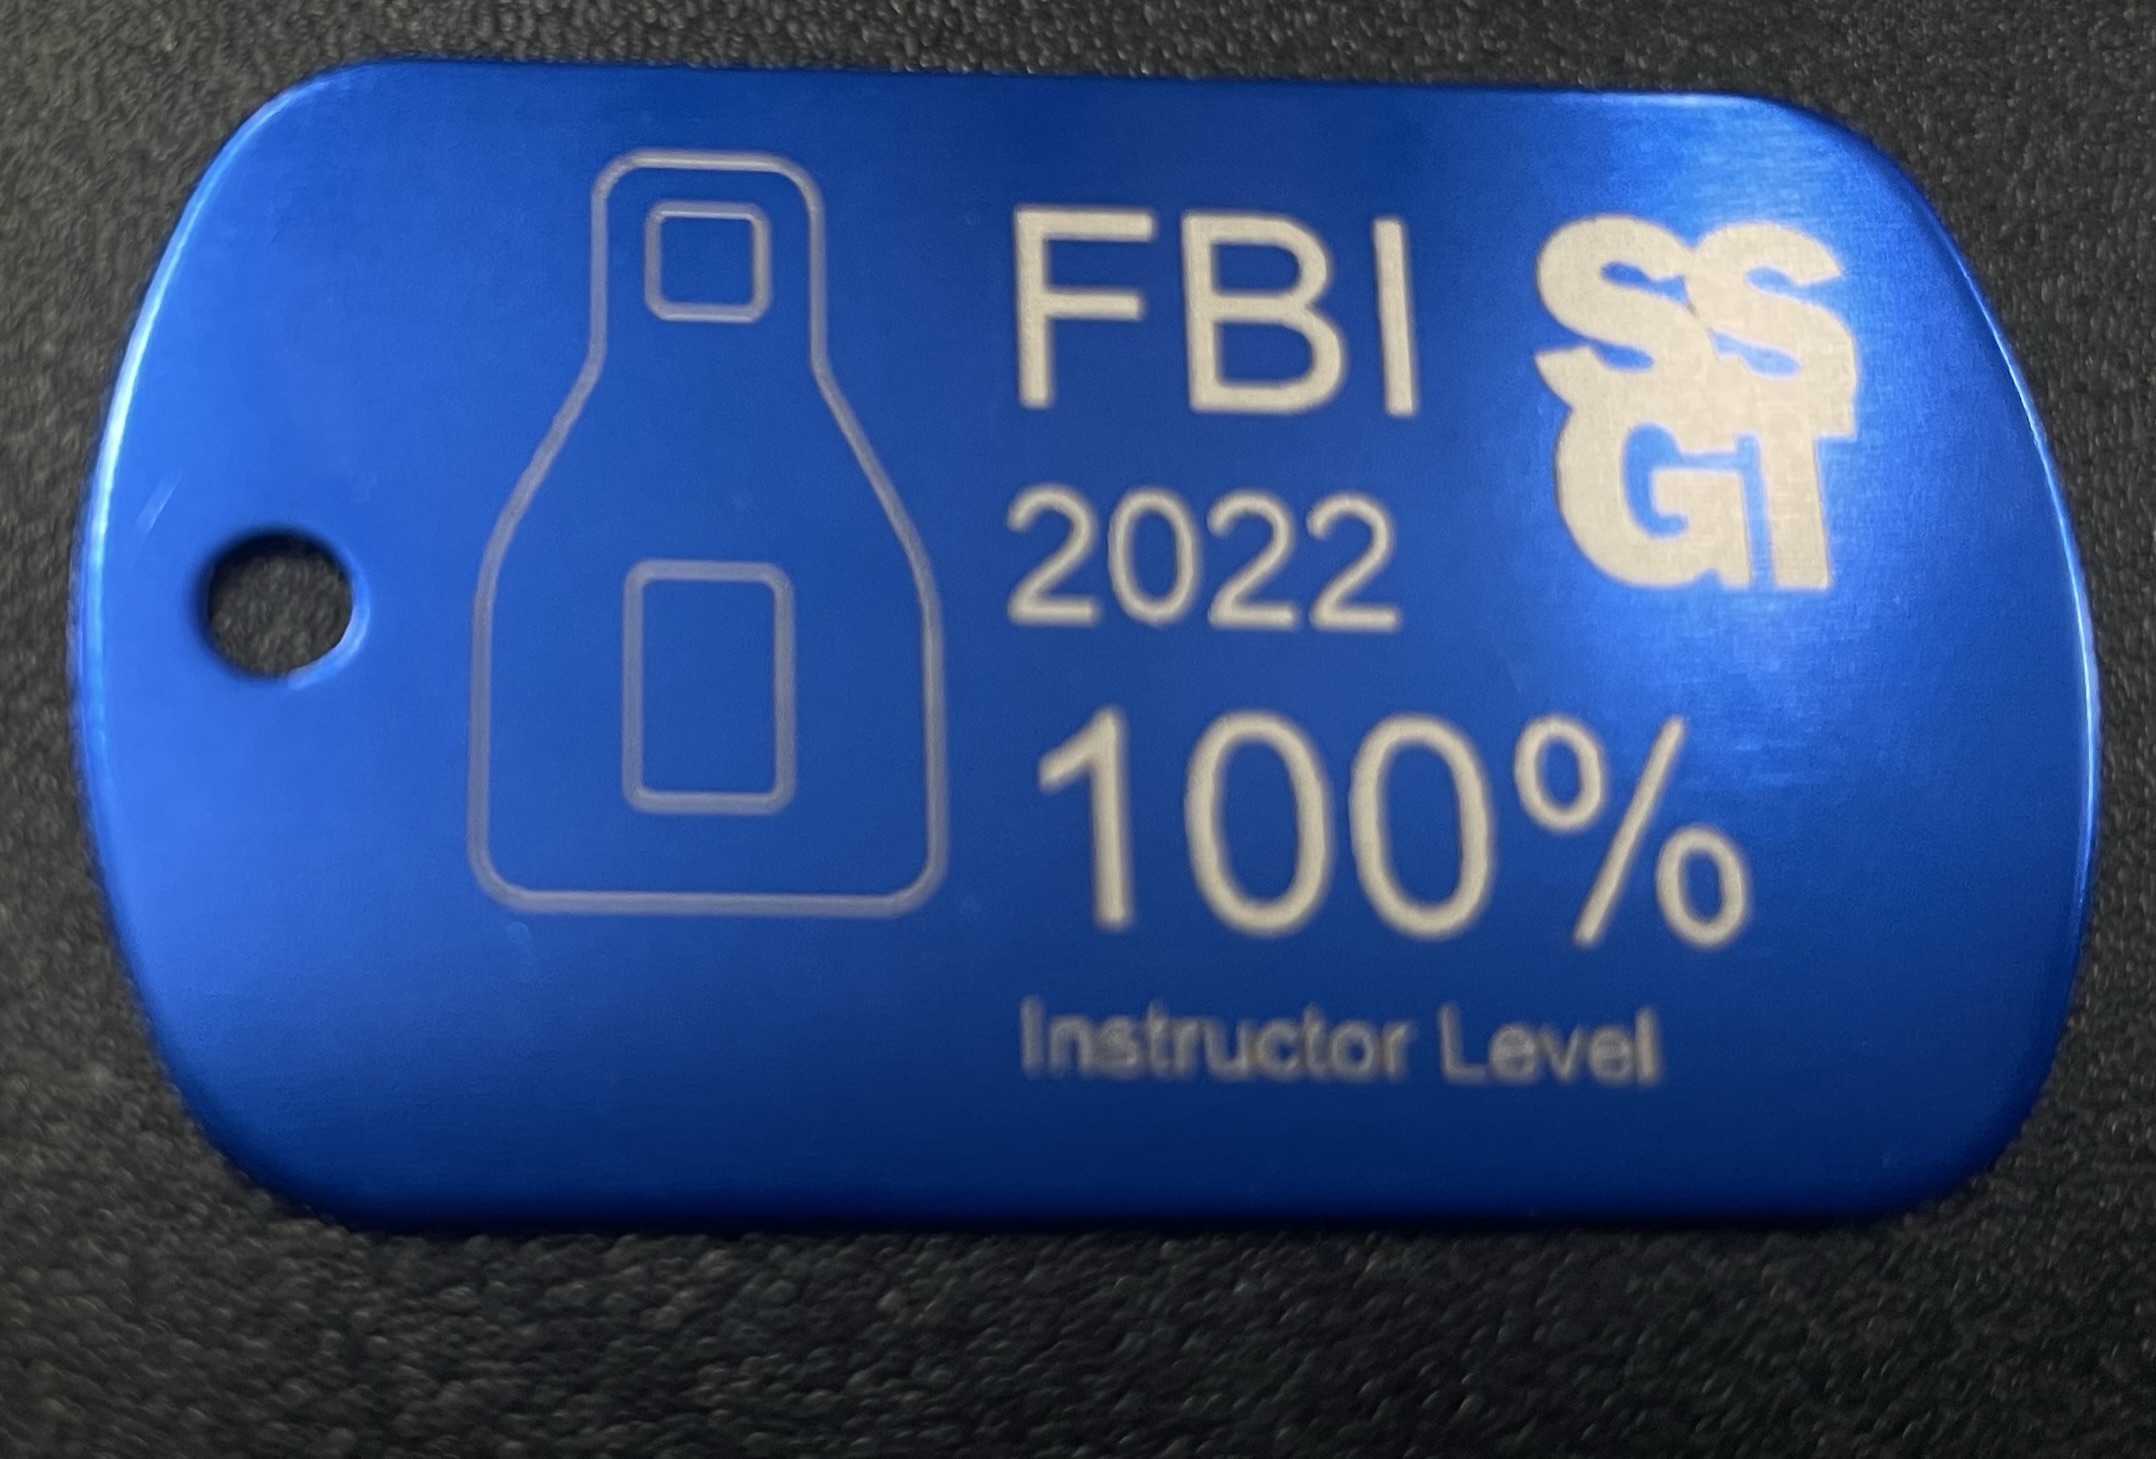 FBI
SS
GT
2022
100%
Instructor Level